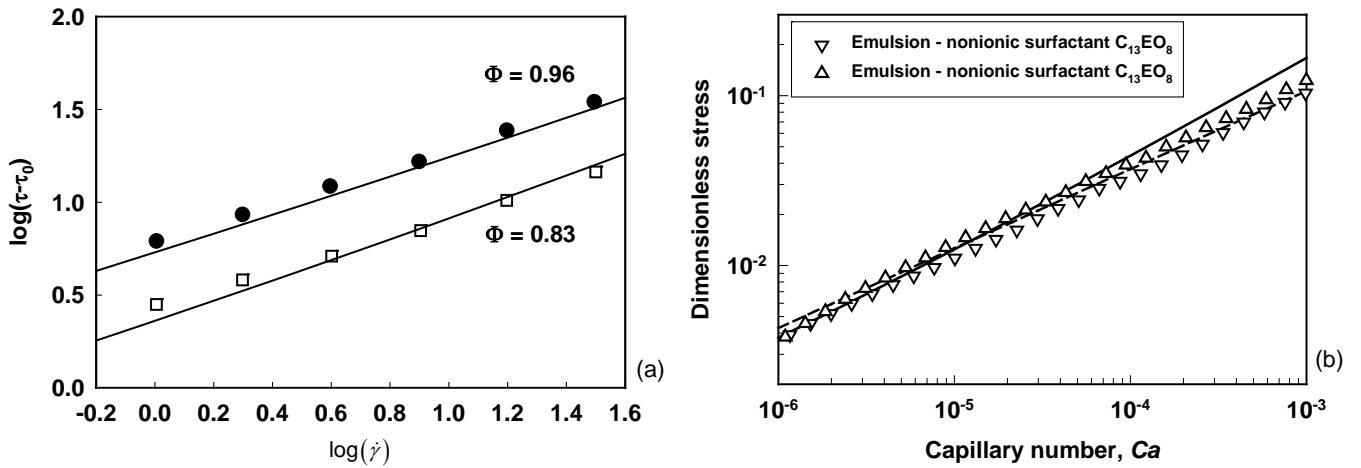 2.0
1.5
1.0
0.5
0.0
log(τ-τ₀)
Φ = 0.96
Φ = 0.83
(a)
-0.2 0.0 0.2 0.4 0.6 0.8 1.0 1.2 1.4 1.6
log(γ̇)
Emulsion - nonionic surfactant C₁₃EO₈
Emulsion - nonionic surfactant C₁₃EO₈
Dimensionless stress
10⁻¹
10⁻²
(b)
10⁻⁶ 10⁻⁵ 10⁻⁴ 10⁻³
Capillary number, Ca